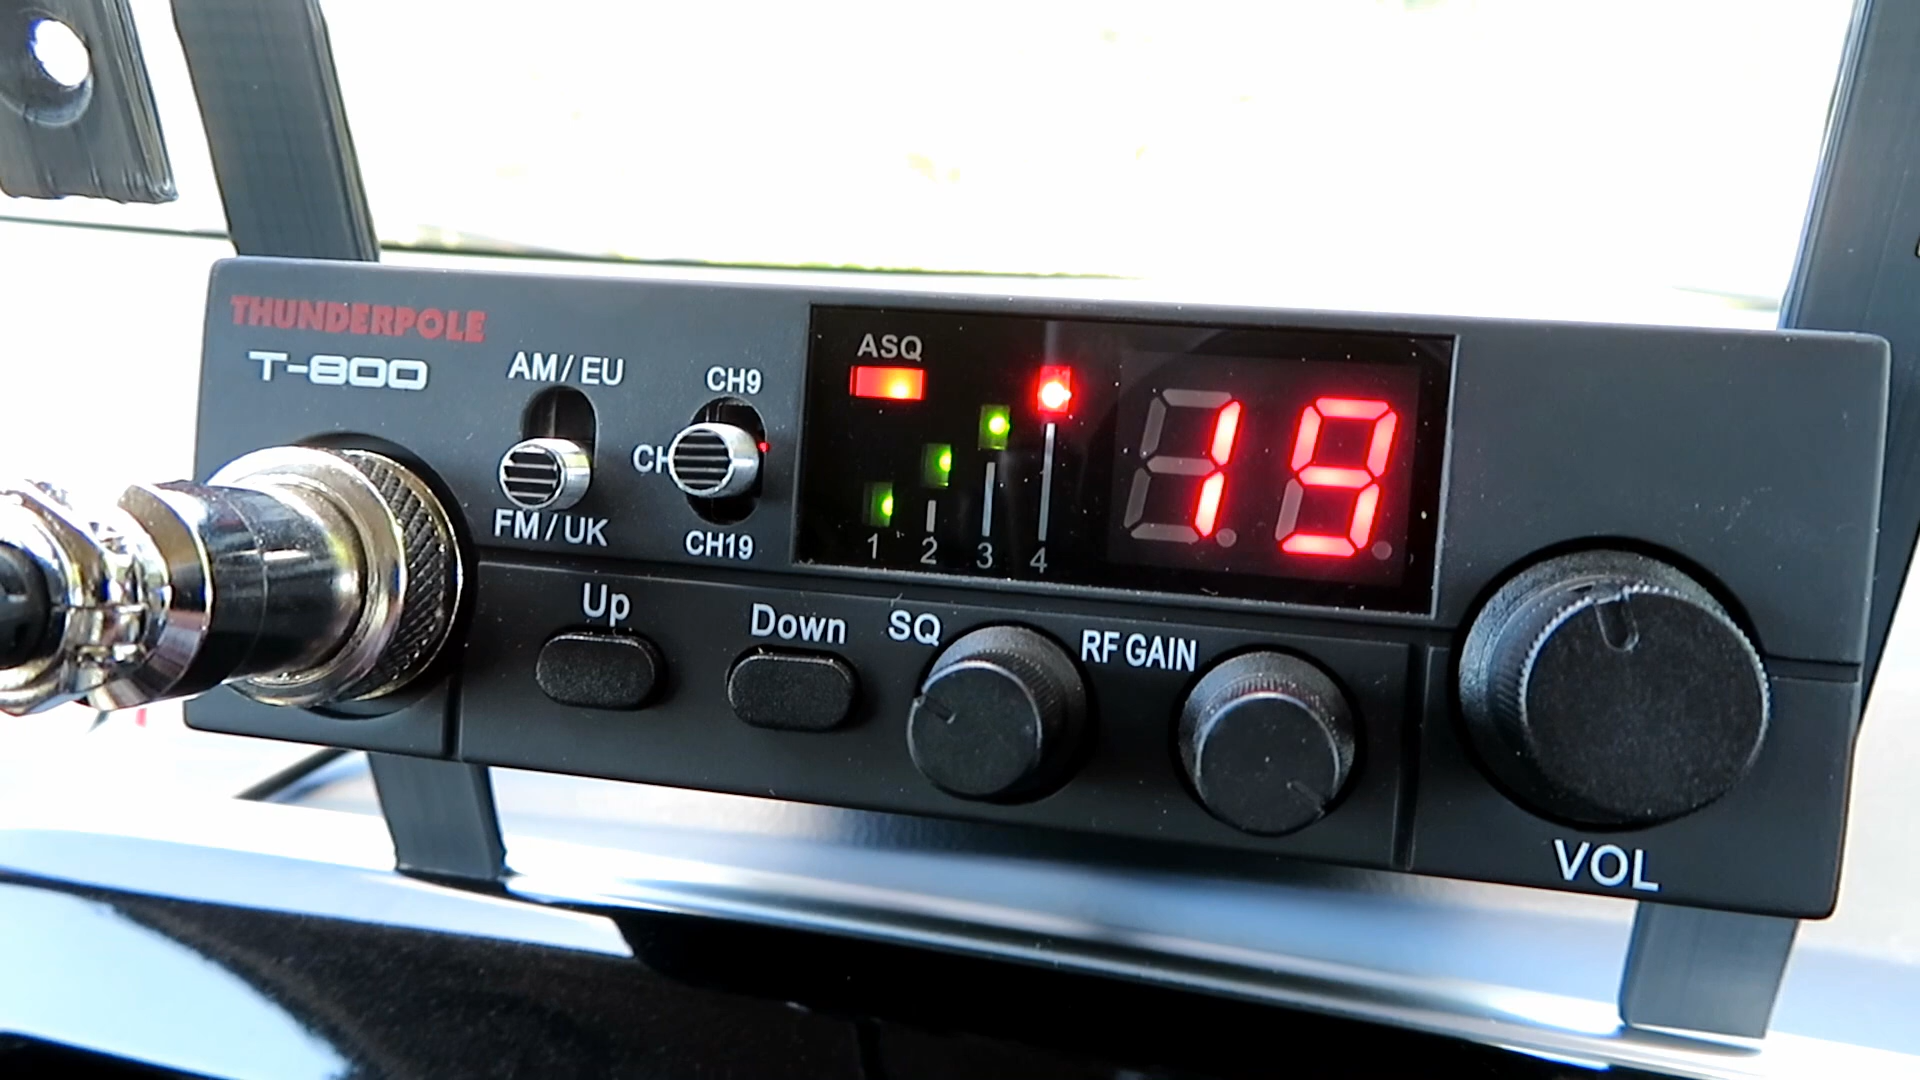 THUNDERPOLE
T-800
AM / EU
FM / UK
CH9
CH
CH19
ASQ
1 2 3 4
19
Up
Down
SQ
RF GAIN
VOL